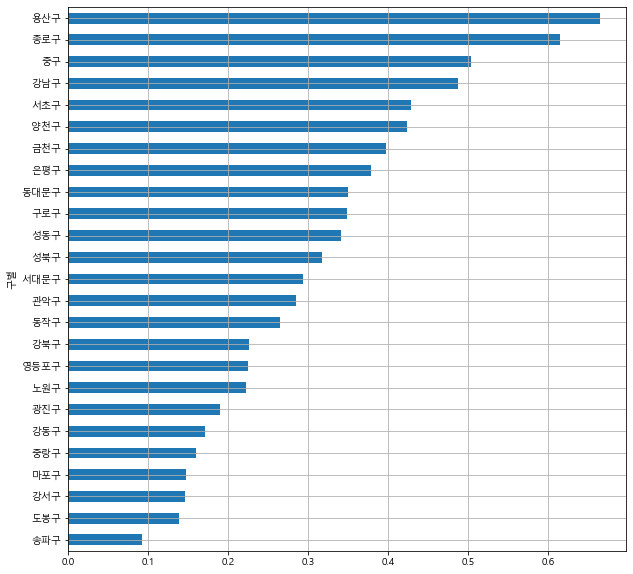 용산구
종로구
중구
강남구
서초구
양천구
금천구
은평구
동대문구
구로구
성동구
성북구
서대문구
관악구
동작구
강북구
영등포구
노원구
광진구
강동구
중랑구
마포구
강서구
도봉구
송파구
구별
0.0 0.1 0.2 0.3 0.4 0.5 0.6